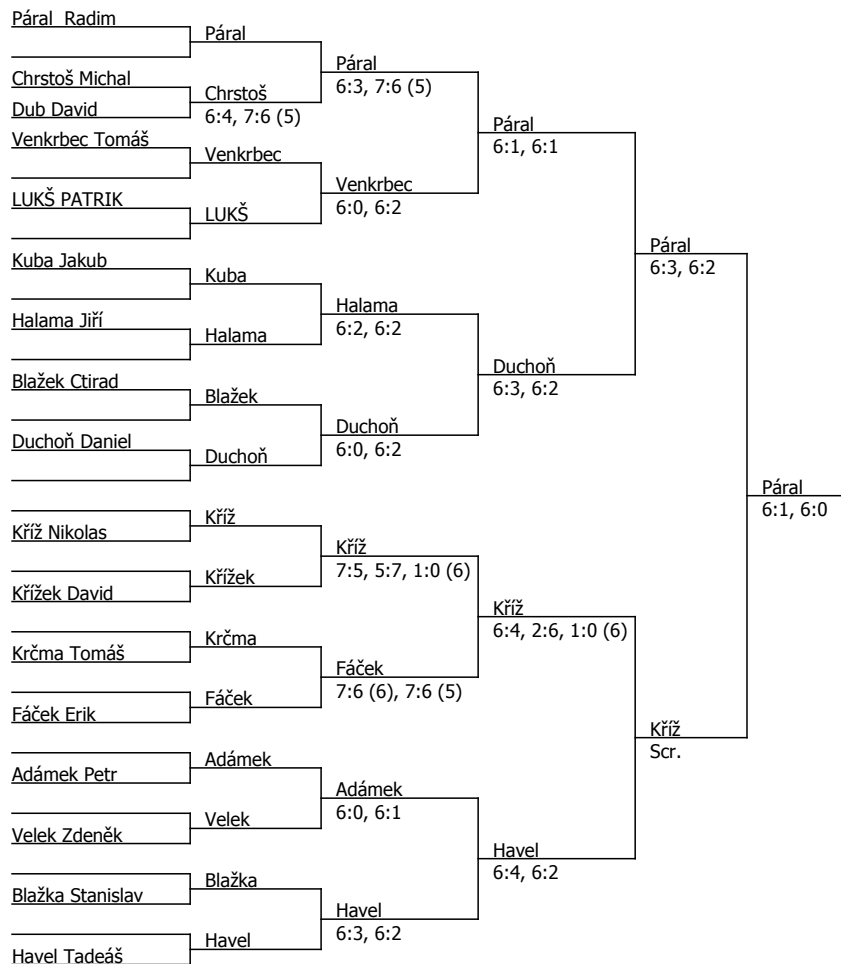 Páral Radim
Chrstoš Michal
Dub David
Venkrbec Tomáš
LUKŠ PATRIK
Kuba Jakub
Halama Jiří
Blažek Ctirad
Duchoň Daniel
Kříž Nikolas
Křížek David
Krčma Tomáš
Fáček Erik
Adámek Petr
Velek Zdeněk
Blažka Stanislav
Havel Tadeáš
Páral
Chrstoš
6:4, 7:6 (5)
Venkrbec
LUKŠ
Kuba
Halama
Blažek
Duchoň
Kříž
Křížek
Krčma
Fáček
Adámek
Velek
Blažka
Havel
Páral
6:3, 7:6 (5)
Venkrbec
6:0, 6:2
Halama
6:2, 6:2
Duchoň
6:0, 6:2
Kříž
7:5, 5:7, 1:0 (6)
Fáček
7:6 (6), 7:6 (5)
Adámek
6:0, 6:1
Havel
6:3, 6:2
Páral
6:1, 6:1
Duchoň
6:3, 6:2
Kříž
6:4, 2:6, 1:0 (6)
Havel
6:4, 6:2
Páral
6:3, 6:2
Kříž
Scr.
Páral
6:1, 6:0